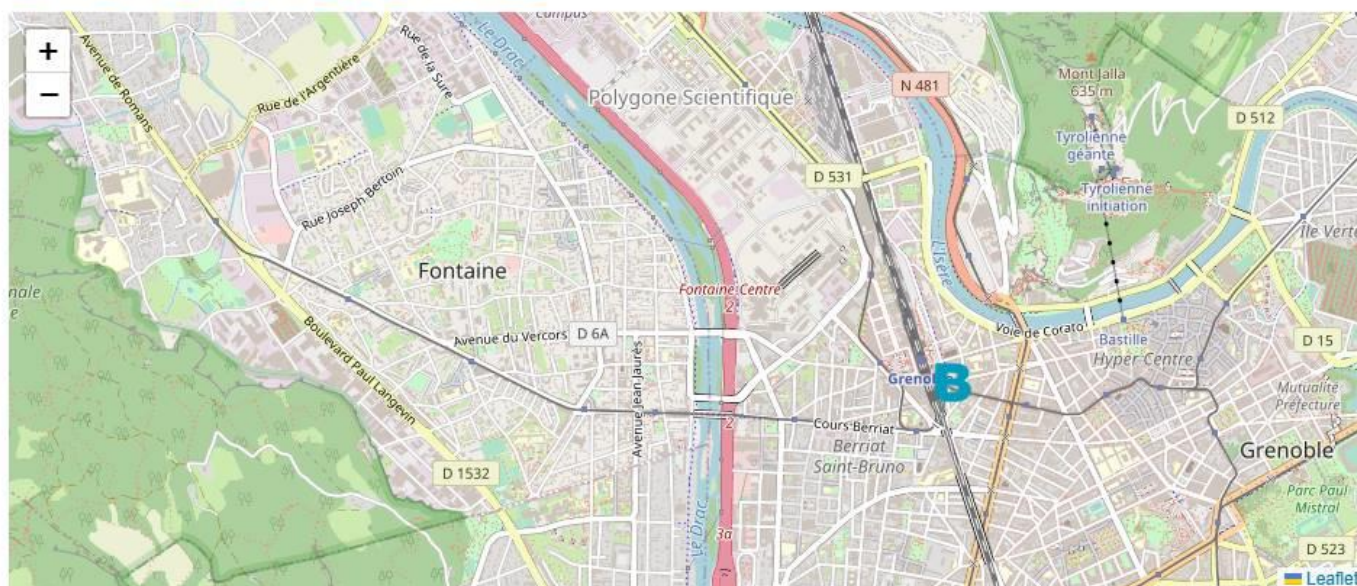 Campus
+
−
Avenue de Romans
Rue de l'Argentière
Rue de la Sure
Le Drac
Polygone Scientifique
N 481
Mont Jalla
635 m
Tyrolienne
géante
Tyrolienne
initiation
D 512
D 531
L'Isère
Île Verte
Rue Joseph Bertoin
Fontaine
Fontaine Centre
2
nale
Avenue du Vercors
D 6A
Voie de Corato
Bastille
Hyper-Centre
D 15
Boulevard Paul Langevin
Avenue Jean Jaurès
B
Mutualité
Préfecture
2
Cours Berriat
Berriat
Saint-Bruno
Grenoble
D 1532
Parc Paul
Mistral
Le Drac
3a
D 523
Leaflet